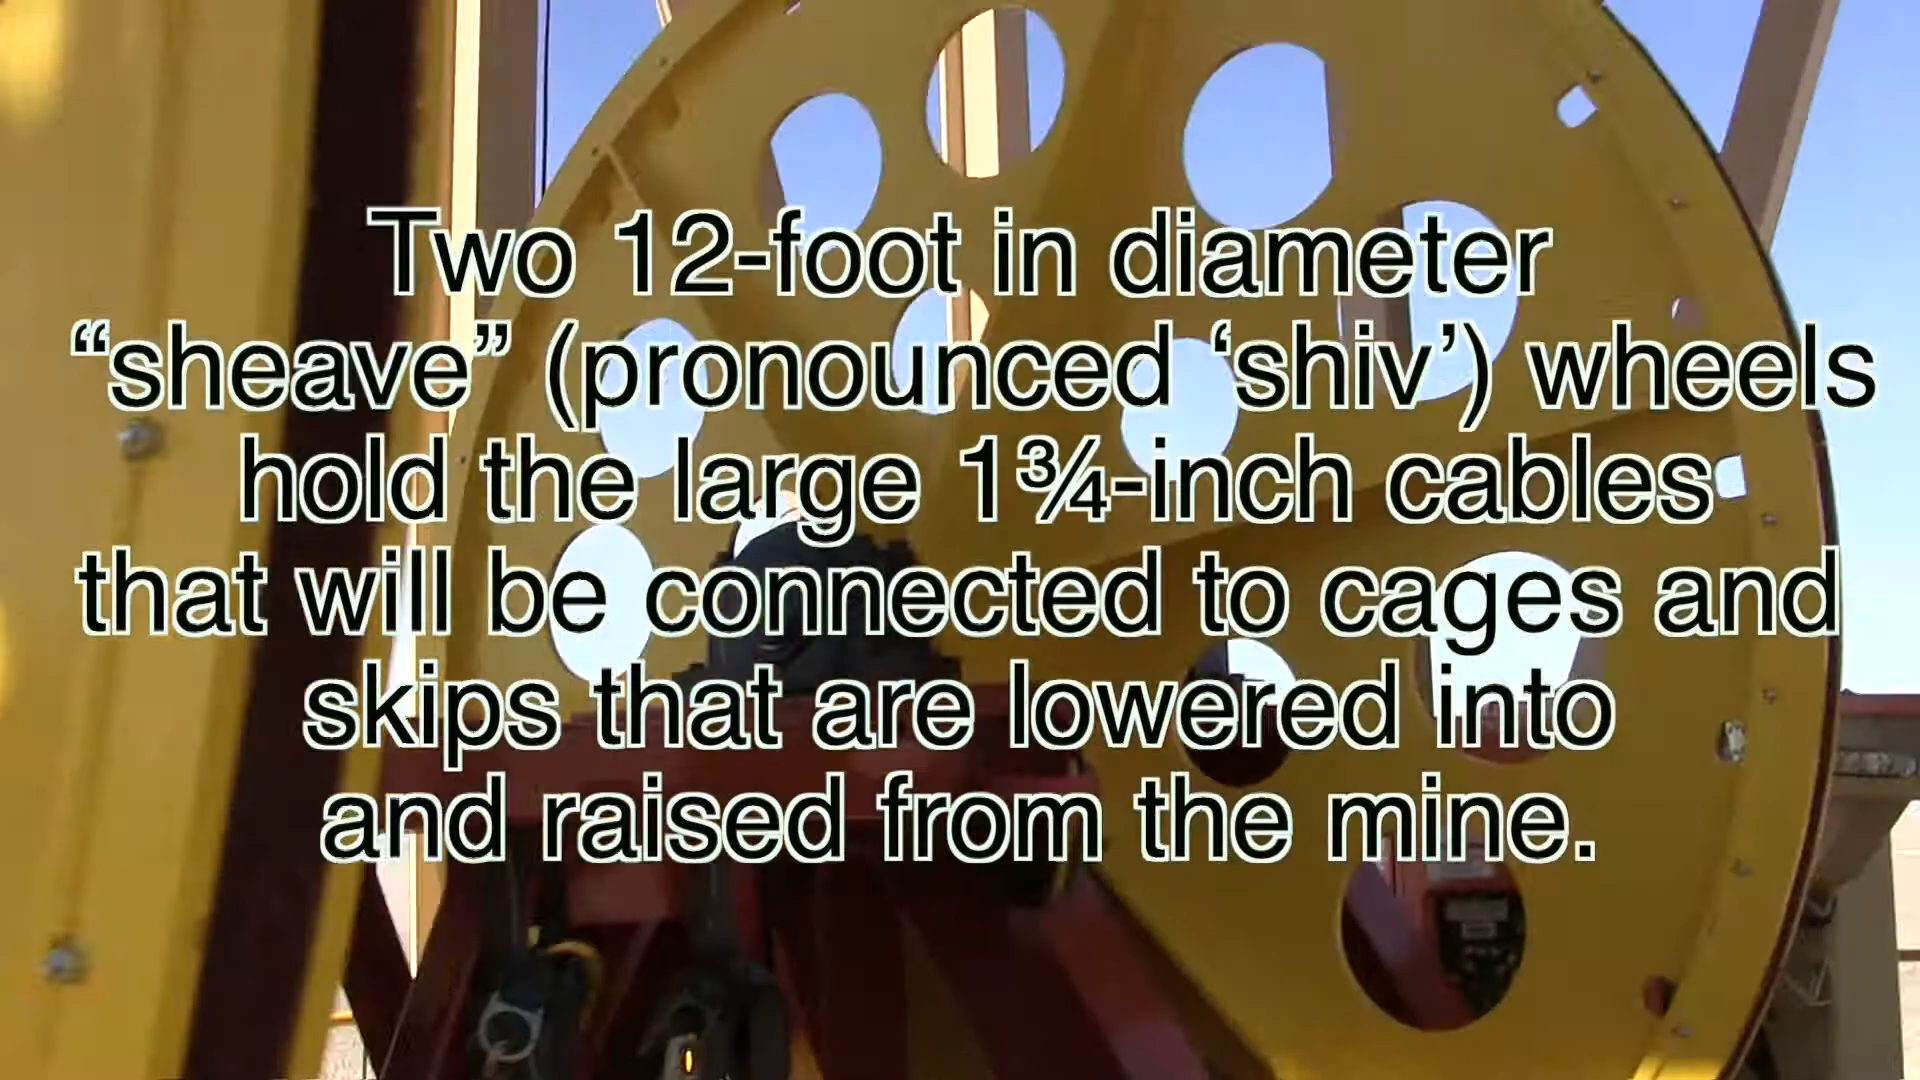 Two 12-foot in diameter
“sheave” (pronounced ‘shiv’) wheels
hold the large 1¾-inch cables
that will be connected to cages and
skips that are lowered into
and raised from the mine.